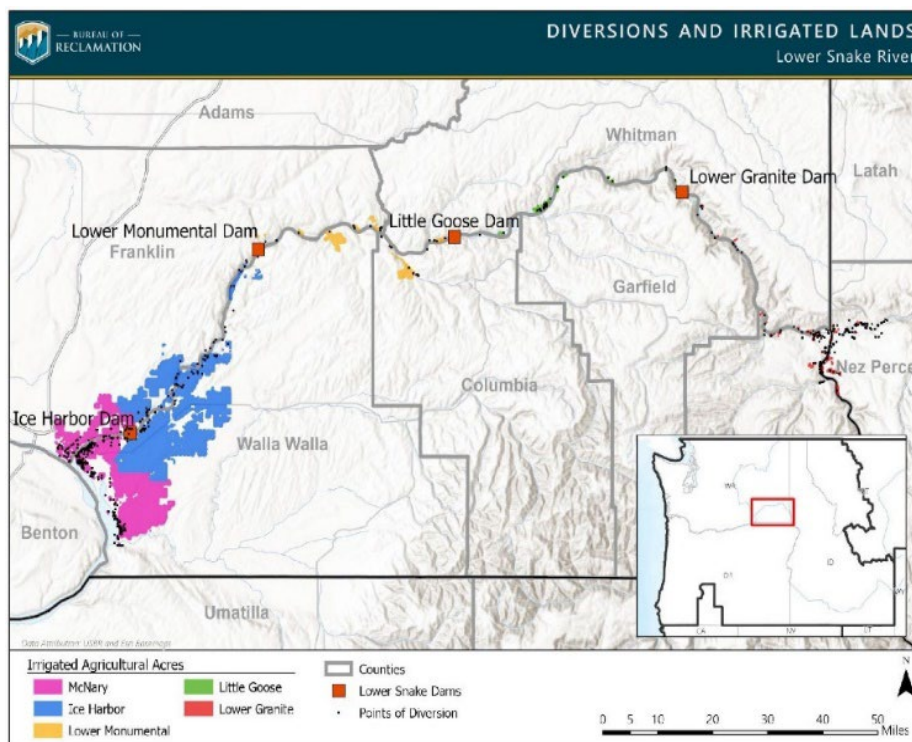 BUREAU OF
RECLAMATION
DIVERSIONS AND IRRIGATED LANDS
Lower Snake River
Adams
Whitman
Latah
Lower Granite Dam
Little Goose Dam
Lower Monumental Dam
Franklin
Garfield
Nez Perce
Columbia
Ice Harbor Dam
Walla Walla
Benton
Umatilla
WA
ID
CA
NV
UT
Data Attribution: USBR and Esri Basemaps
Irrigated Agricultural Acres
McNary
Ice Harbor
Lower Monumental
Little Goose
Lower Granite
Counties
Lower Snake Dams
Points of Diversion
N
0 5 10 20 30 40 50
Miles